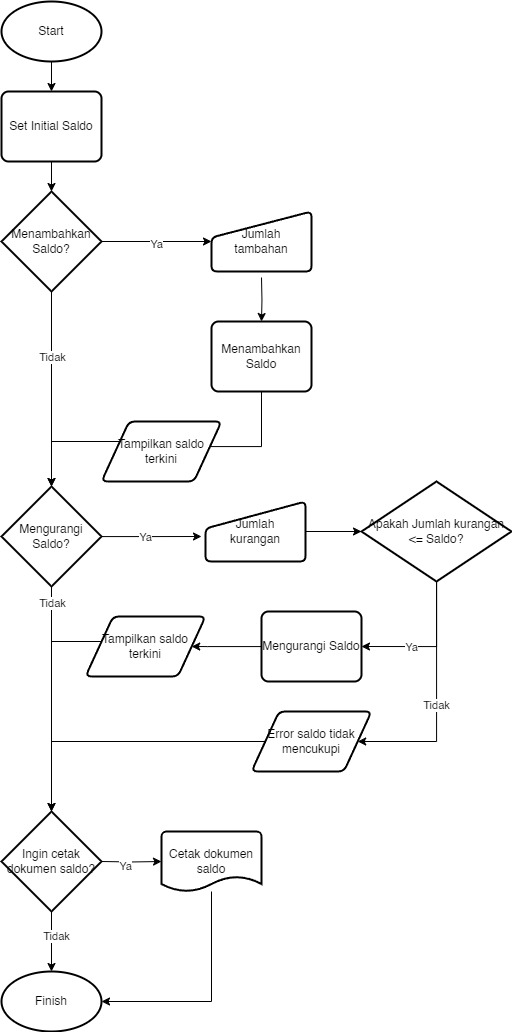 Start
Set Initial Saldo
Menambahkan
Saldo?
Ya
Jumlah
tambahan
Menambahkan
Saldo
Tidak
Tampilkan saldo
terkini
Mengurangi
Saldo?
Ya
Jumlah
kurangan
Apakah Jumlah kurangan
<= Saldo?
Tidak
Tampilkan saldo
terkini
Mengurangi Saldo
Ya
Tidak
Error saldo tidak
mencukupi
Ingin cetak
dokumen saldo?
Ya
Cetak dokumen
saldo
Tidak
Finish